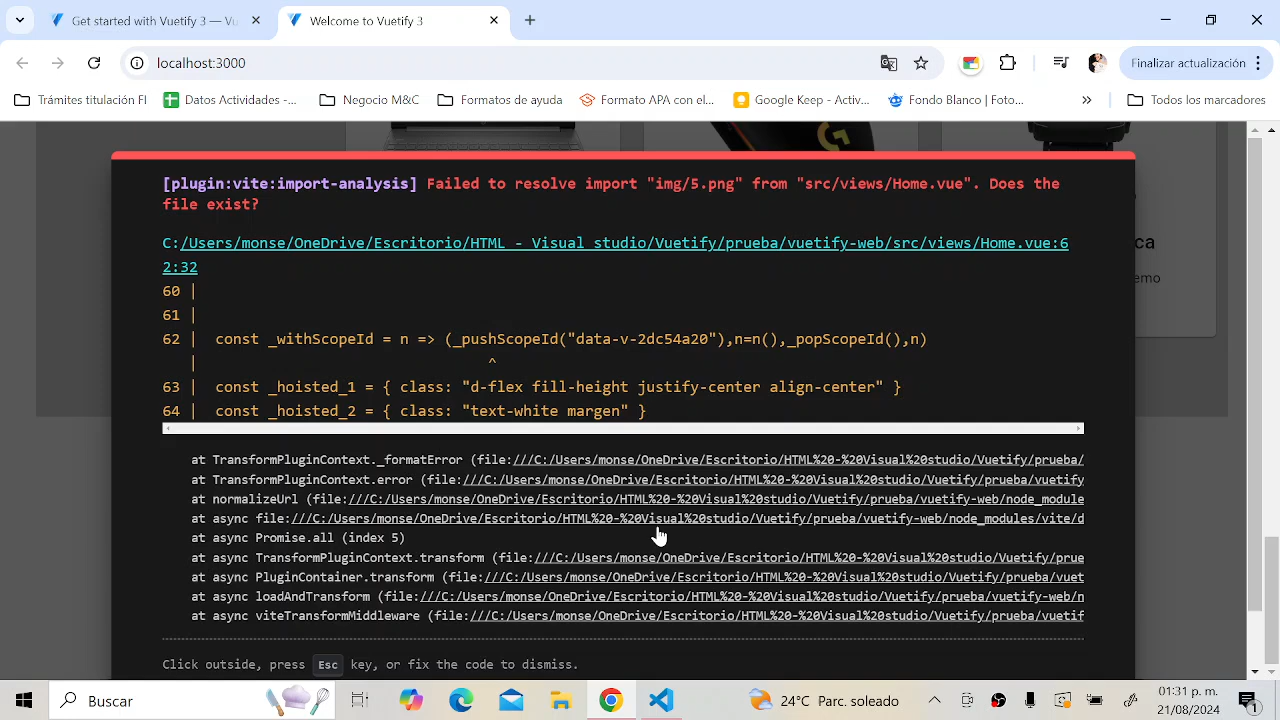 Get started with Vuetify 3 — Vu
Welcome to Vuetify 3
localhost:3000
Finalizar actualización
Trámites titulación FI
Datos Actividades -...
Negocio M&C
Formatos de ayuda
Formato APA con el...
Google Keep - Activ...
Fondo Blanco | Foto...
Todos los marcadores
[plugin:vite:import-analysis] Failed to resolve import "img/5.png" from "src/views/Home.vue". Does the
file exist?
C:/Users/monse/OneDrive/Escritorio/HTML - Visual studio/Vuetify/prueba/vuetify-web/src/views/Home.vue:6
2:32
60 |
61 |
62 |  const _withScopeId = n => (_pushScopeId("data-v-2dc54a20"),n=n(),_popScopeId(),n)
|                                  ^
63 |  const _hoisted_1 = { class: "d-flex fill-height justify-center align-center" }
64 |  const _hoisted_2 = { class: "text-white margen" }
at TransformPluginContext._formatError (file:///C:/Users/monse/OneDrive/Escritorio/HTML%20-%20Visual%20studio/Vuetify/prueba/
at TransformPluginContext.error (file:///C:/Users/monse/OneDrive/Escritorio/HTML%20-%20Visual%20studio/Vuetify/prueba/vuetify
at normalizeUrl (file:///C:/Users/monse/OneDrive/Escritorio/HTML%20-%20Visual%20studio/Vuetify/prueba/vuetify-web/node_module
at async file:///C:/Users/monse/OneDrive/Escritorio/HTML%20-%20Visual%20studio/Vuetify/prueba/vuetify-web/node_modules/vite/d
at async Promise.all (index 5)
at async TransformPluginContext.transform (file:///C:/Users/monse/OneDrive/Escritorio/HTML%20-%20Visual%20studio/Vuetify/prue
at async PluginContainer.transform (file:///C:/Users/monse/OneDrive/Escritorio/HTML%20-%20Visual%20studio/Vuetify/prueba/vuet
at async loadAndTransform (file:///C:/Users/monse/OneDrive/Escritorio/HTML%20-%20Visual%20studio/Vuetify/prueba/vuetify-web/n
at async viteTransformMiddleware (file:///C:/Users/monse/OneDrive/Escritorio/HTML%20-%20Visual%20studio/Vuetify/prueba/vuetif
Click outside, press Esc key, or fix the code to dismiss.
ca
emo
Buscar
24°C Parc. soleado
01:31 p.n.
21/08/2024
1